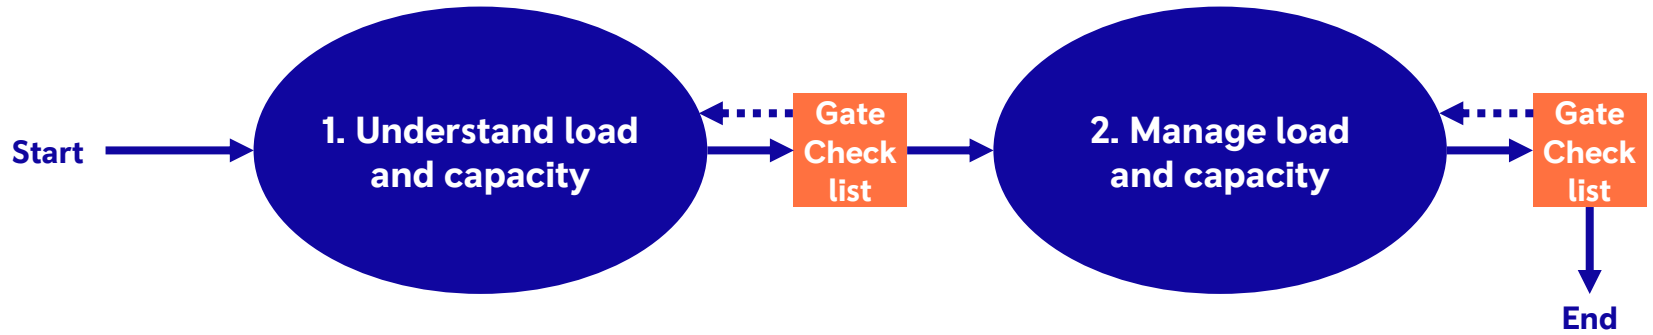 Start
1. Understand load
and capacity
Gate
Check
list
2. Manage load
and capacity
Gate
Check
list
End